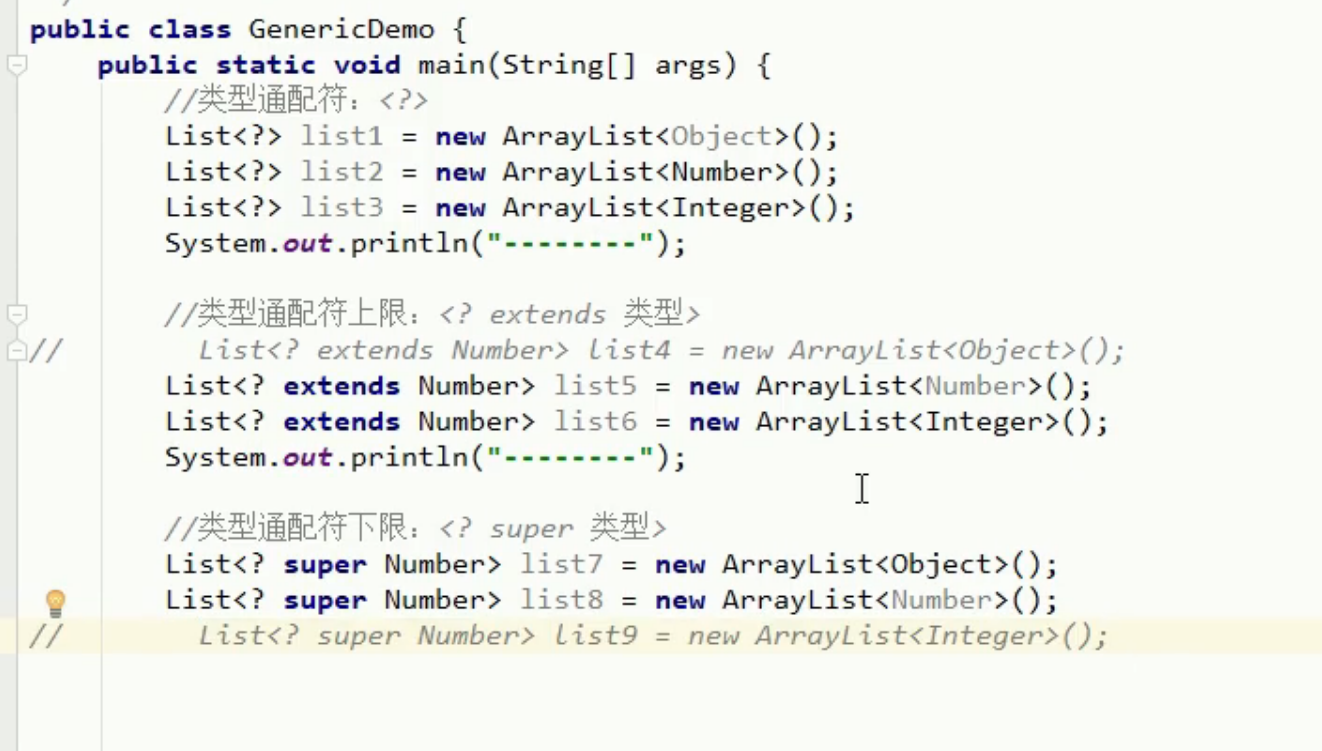 public class GenericDemo {
public static void main(String[] args) {
//类型通配符：<?>
List<?> list1 = new ArrayList<Object>();
List<?> list2 = new ArrayList<Number>();
List<?> list3 = new ArrayList<Integer>();
System.out.println("--------");
//类型通配符上限：<? extends 类型>
// List<? extends Number> list4 = new ArrayList<Object>();
List<? extends Number> list5 = new ArrayList<Number>();
List<? extends Number> list6 = new ArrayList<Integer>();
System.out.println("--------");
//类型通配符下限：<? super 类型>
List<? super Number> list7 = new ArrayList<Object>();
List<? super Number> list8 = new ArrayList<Number>();
// List<? super Number> list9 = new ArrayList<Integer>();